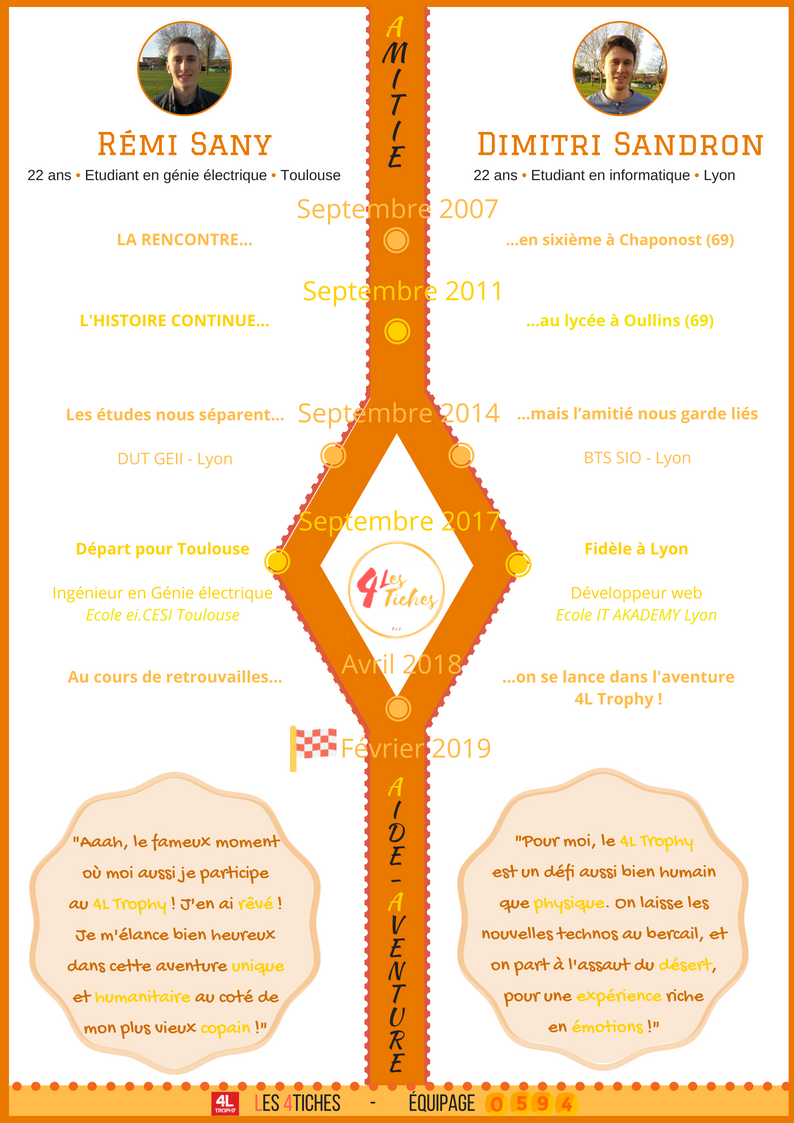 AMITIE
RÉMI SANY
22 ans • Etudiant en génie électrique • Toulouse
DIMITRI SANDRON
22 ans • Etudiant en informatique • Lyon
Septembre 2007
LA RENCONTRE...
...en sixième à Chaponost (69)
Septembre 2011
L'HISTOIRE CONTINUE...
...au lycée à Oullins (69)
Septembre 2014
Les études nous séparent...
...mais l’amitié nous garde liés
DUT GEII - Lyon
BTS SIO - Lyon
Septembre 2017
Départ pour Toulouse
Fidèle à Lyon
Ingénieur en Génie électrique
Ecole ei.CESI Toulouse
Développeur web
Ecole IT AKADEMY Lyon
4 Les
Tiches
Avril 2018
Au cours de retrouvailles...
...on se lance dans l'aventure
4L Trophy !
Février 2019
AIDE-AVENTURE
"Aaah, le fameux moment
où moi aussi je participe
au 4L Trophy ! J'en ai rêvé !
Je m'élance bien heureux
dans cette aventure unique
et humanitaire au coté de
mon plus vieux copain !"
"Pour moi, le 4L Trophy
est un défi aussi bien humain
que physique. On laisse les
nouvelles technos au bercail, et
on part à l'assaut du désert,
pour une expérience riche
en émotions !"
4L
TROPHY
LES 4TICHES - ÉQUIPAGE 0594